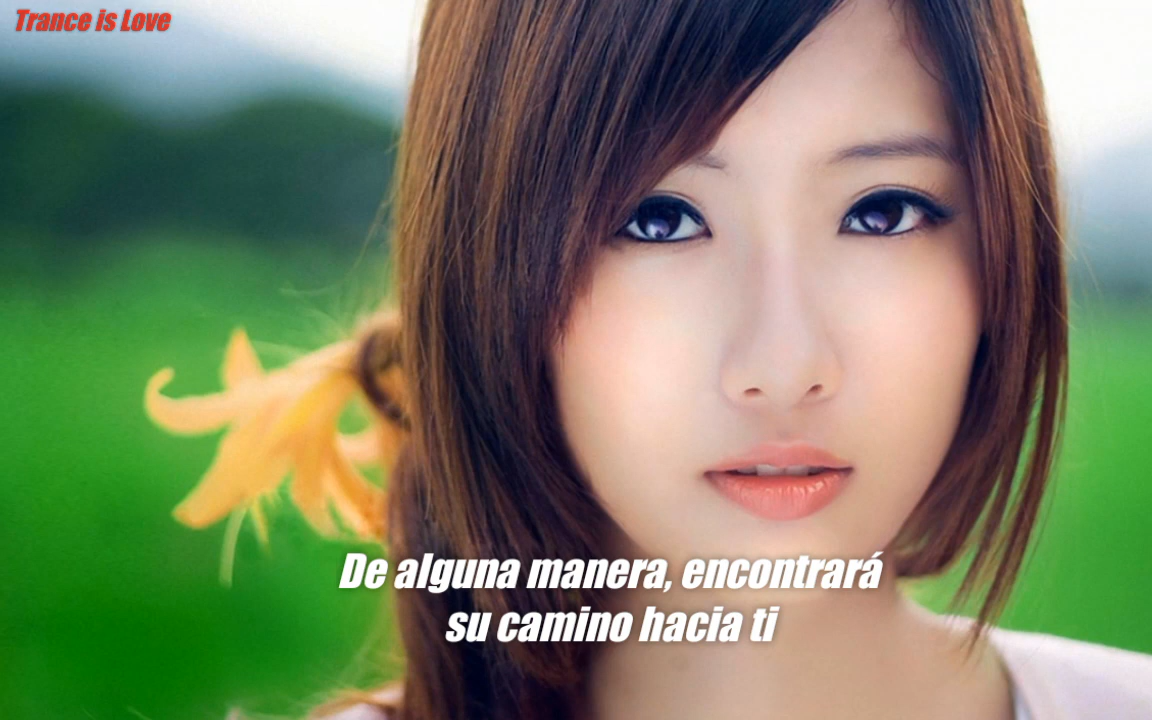 Trance is Love
De alguna manera, encontrará
su camino hacia ti